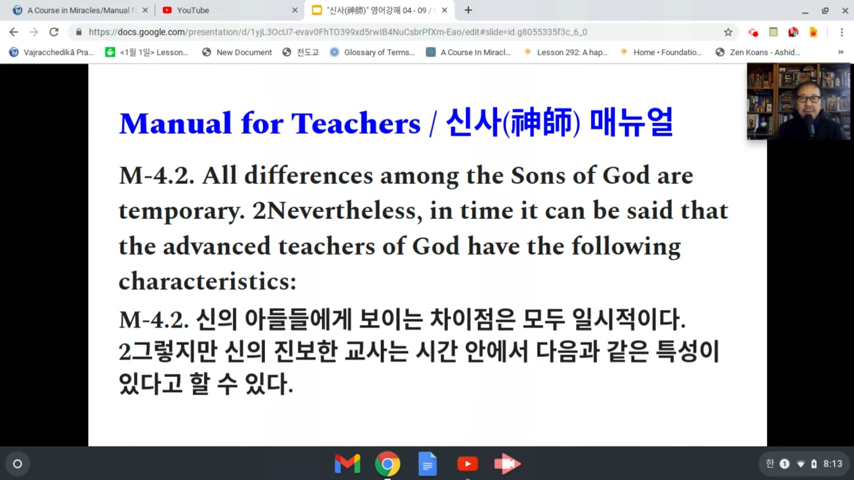 A Course in Miracles/Manual f
YouTube
"신사(神師)" 영어강해 04 - 09 /
https://docs.google.com/presentation/d/1yjL3OcU7-evav0FhTO399xd5rwIB4NuCsbrPfXm-Eao/edit#slide=id.g8055335f3c_6_0
Vajracchedikā Pra...
<1월 1일> Lesson...
New Document
천도교
Glossary of Terms...
A Course In Miracl...
Lesson 292: A hap...
Home • Foundatio...
Zen Koans - Ashid...
Manual for Teachers / 신사(神師) 매뉴얼
M-4.2. All differences among the Sons of God are
temporary. 2Nevertheless, in time it can be said that
the advanced teachers of God have the following
characteristics:
M-4.2. 신의 아들들에게 보이는 차이점은 모두 일시적이다.
2그렇지만 신의 진보한 교사는 시간 안에서 다음과 같은 특성이
있다고 할 수 있다.
한 1 8:13